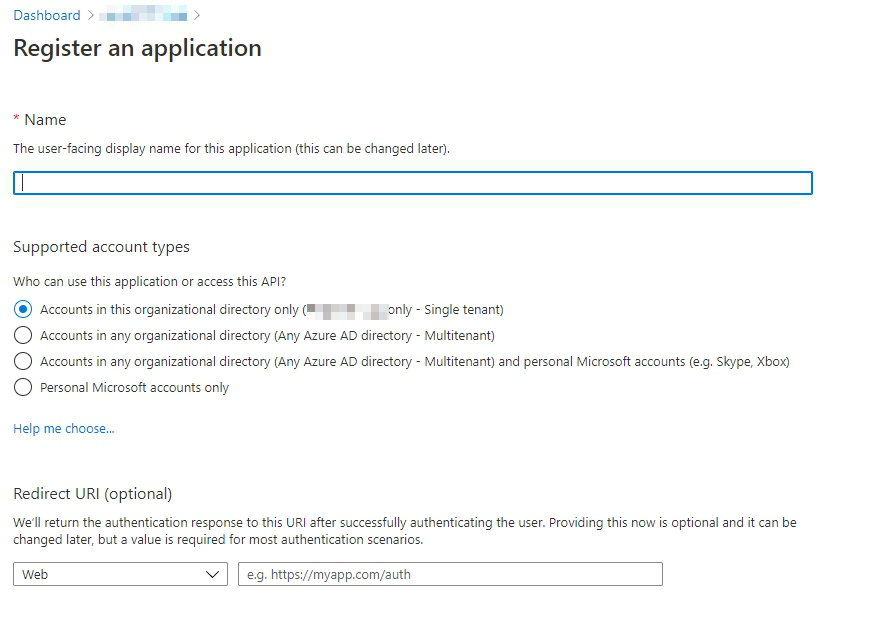 Dashboard > >
Register an application
* Name
The user-facing display name for this application (this can be changed later).
Supported account types
Who can use this application or access this API?
Accounts in this organizational directory only ( only - Single tenant)
Accounts in any organizational directory (Any Azure AD directory - Multitenant)
Accounts in any organizational directory (Any Azure AD directory - Multitenant) and personal Microsoft accounts (e.g. Skype, Xbox)
Personal Microsoft accounts only
Help me choose...
Redirect URI (optional)
We'll return the authentication response to this URI after successfully authenticating the user. Providing this now is optional and it can be
changed later, but a value is required for most authentication scenarios.
Web e.g. https://myapp.com/auth